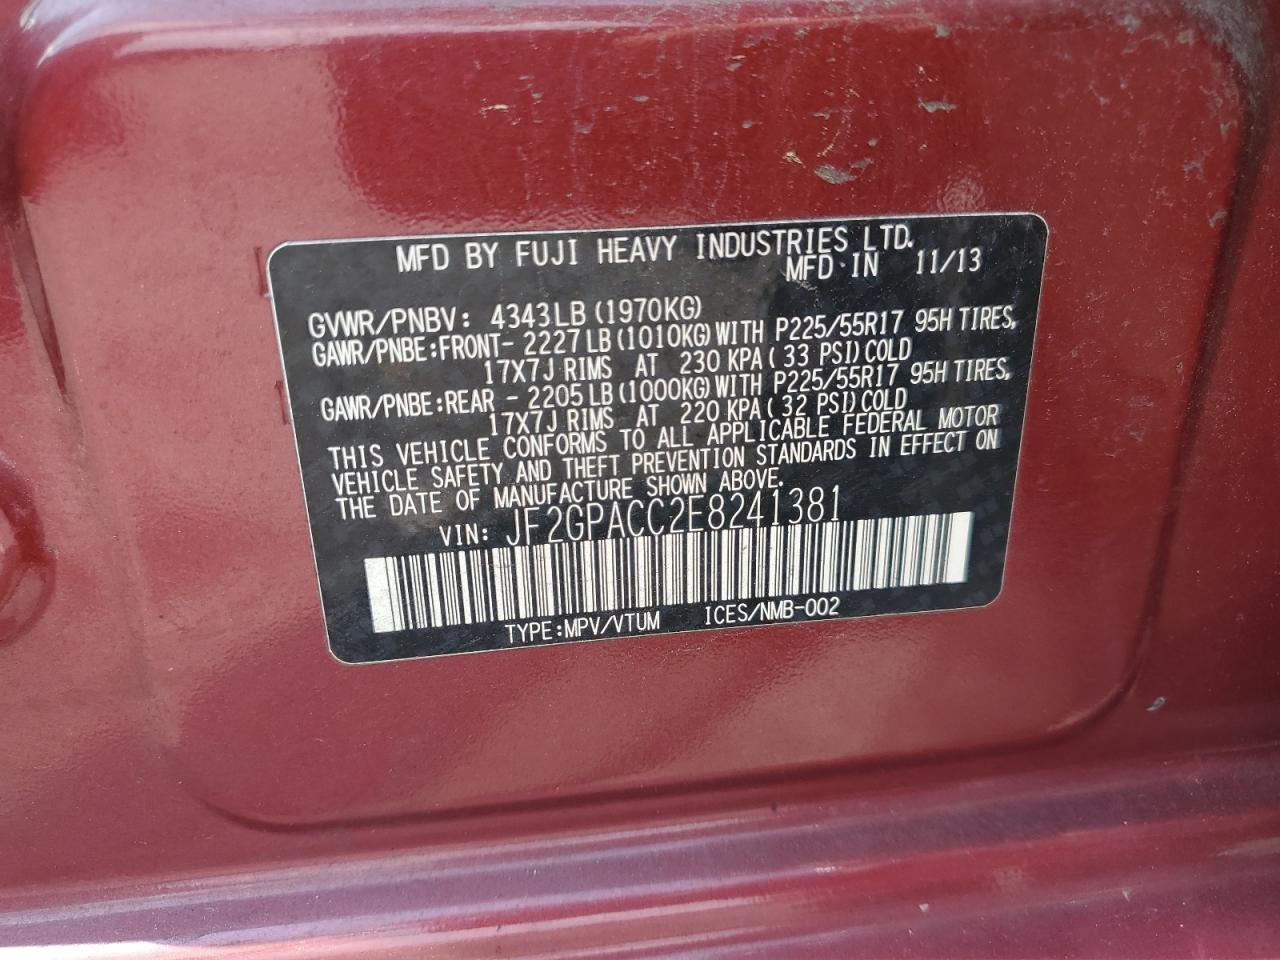 MFD BY FUJI HEAVY INDUSTRIES LTD.
MFD IN 11/13
GVWR/PNBV: 4343LB (1970KG)
GAWR/PNBE:FRONT- 2227LB (1010KG) WITH P225/55R17 95H TIRES,
17X7J RIMS AT 230 KPA( 33 PSI) COLD
GAWR/PNBE:REAR - 2205LB (1000KG) WITH P225/55R17 95H TIRES,
17X7J RIMS AT 220 KPA( 32 PSI) COLD
THIS VEHICLE CONFORMS TO ALL APPLICABLE FEDERAL MOTOR
VEHICLE SAFETY AND THEFT PREVENTION STANDARDS IN EFFECT ON
THE DATE OF MANUFACTURE SHOWN ABOVE.
VIN: JF2GPACC2E8241381
TYPE:MPV/VTUM ICES/NMB-002